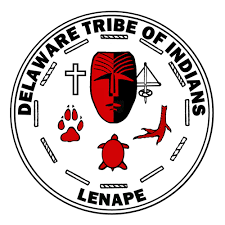 DELAWARE TRIBE OF INDIANS
LENAPE